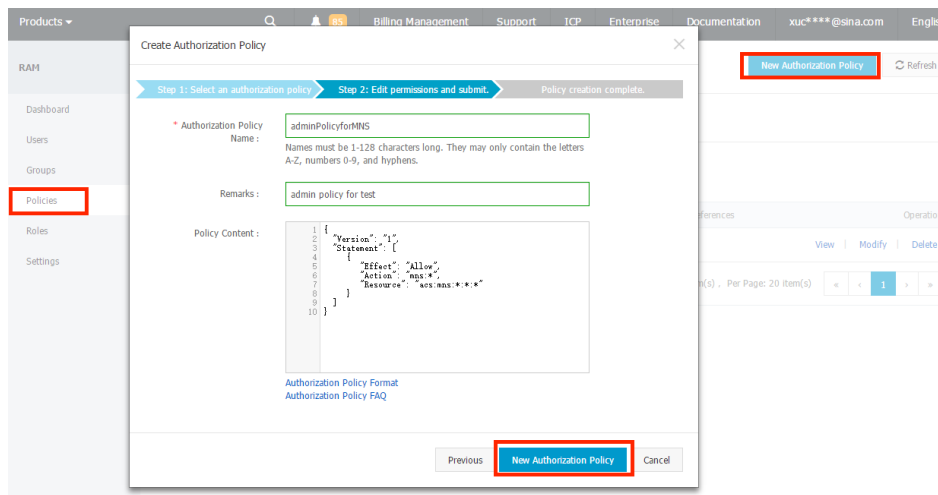 Products
85
Billing Management
Support
ICP
Enterprise
Documentation
xuc****@sina.com
RAM
Dashboard
Users
Groups
Policies
Roles
Settings
New Authorization Policy
Refresh
Create Authorization Policy
Step 1: Select an authorization policy
Step 2: Edit permissions and submit.
Policy creation complete.
* Authorization Policy
Name :
adminPolicyforMNS
Names must be 1-128 characters long. They may only contain the letters
A-Z, numbers 0-9, and hyphens.
Remarks :
admin policy for test
Policy Content :
1 {
2 "Version": "1",
3 "Statement": [
4 {
5 "Effect": "Allow",
6 "Action": "mns:*",
7 "Resource": "acs:mns:*:*:*"
8 }
9 ]
10 }
Authorization Policy Format
Authorization Policy FAQ
Previous
New Authorization Policy
Cancel
View
Modify
Delete
Per Page: 20 item(s)
«
‹
1
›
»